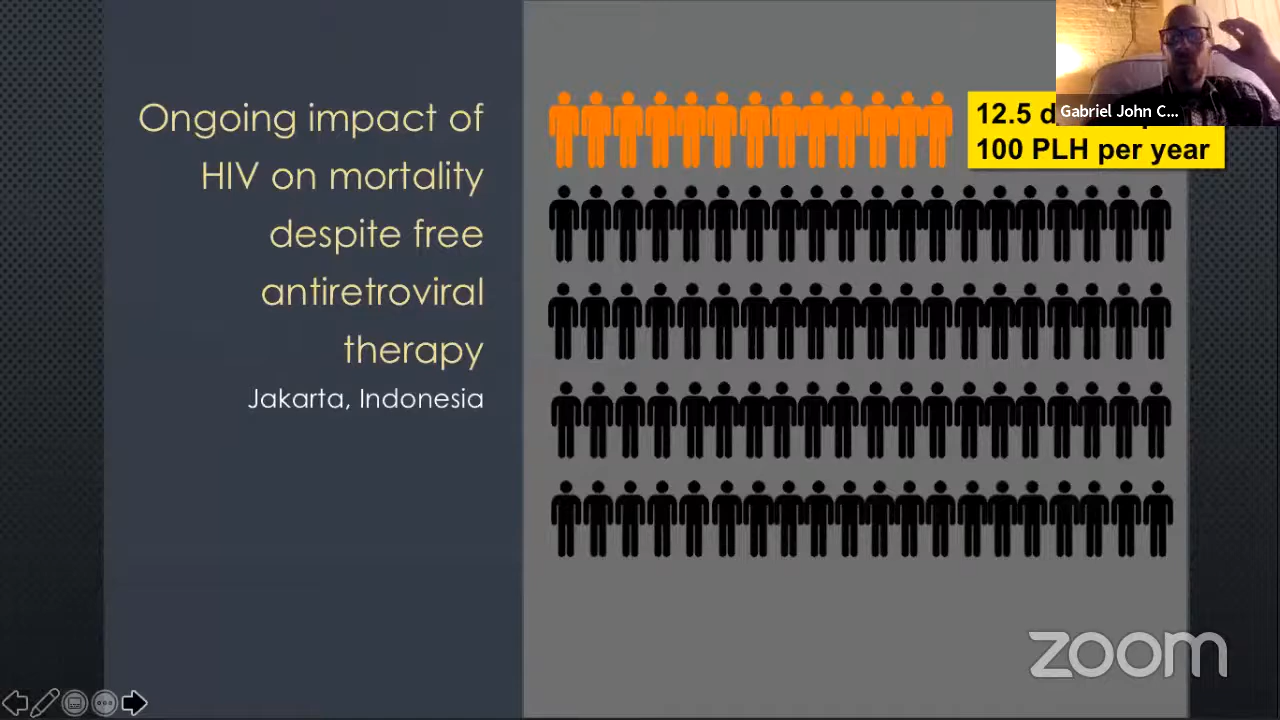 Ongoing impact of
HIV on mortality
despite free
antiretroviral
therapy
Jakarta, Indonesia
12.5
100 PLH per year
Gabriel John C...
zoom